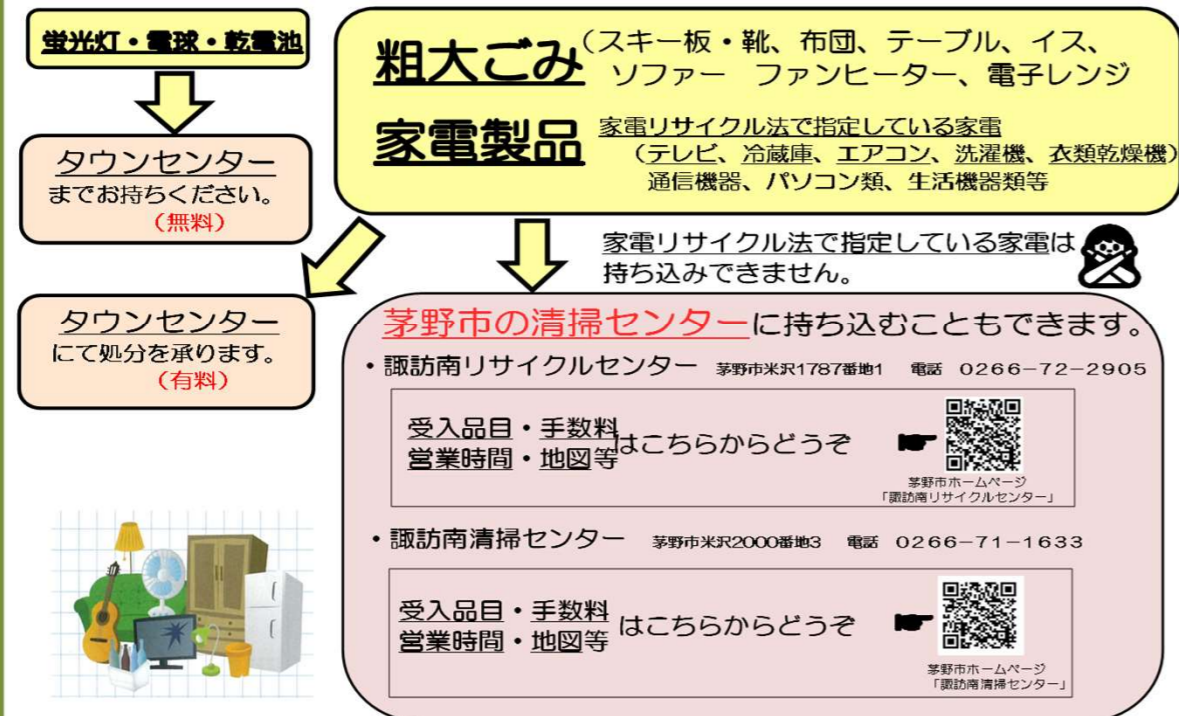 蛍光灯・電球・乾電池
タウンセンター
までお持ちください。
(無料)
粗大ごみ(スキー板・靴、布団、テーブル、イス、
ソファー ファンヒーター、電子レンジ
家電製品 家電リサイクル法で指定している家電
(テレビ、冷蔵庫、エアコン、洗濯機、衣類乾燥機)
通信機器、パソコン類、生活機器類等
タウンセンター
にて処分を承ります。
(有料)
家電リサイクル法で指定している家電は
持ち込みできません。
茅野市の清掃センターに持ち込むこともできます。
・諏訪南リサイクルセンター 茅野市米沢1787番地1 電話 0266-72-2905
受入品目・手数料
営業時間・地図等
はこちらからどうぞ
茅野市ホームページ
「諏訪南リサイクルセンター」
・諏訪南清掃センター 茅野市米沢2000番地3 電話 0266-71-1633
受入品目・手数料
営業時間・地図等
はこちらからどうぞ
茅野市ホームページ
「諏訪南清掃センター」